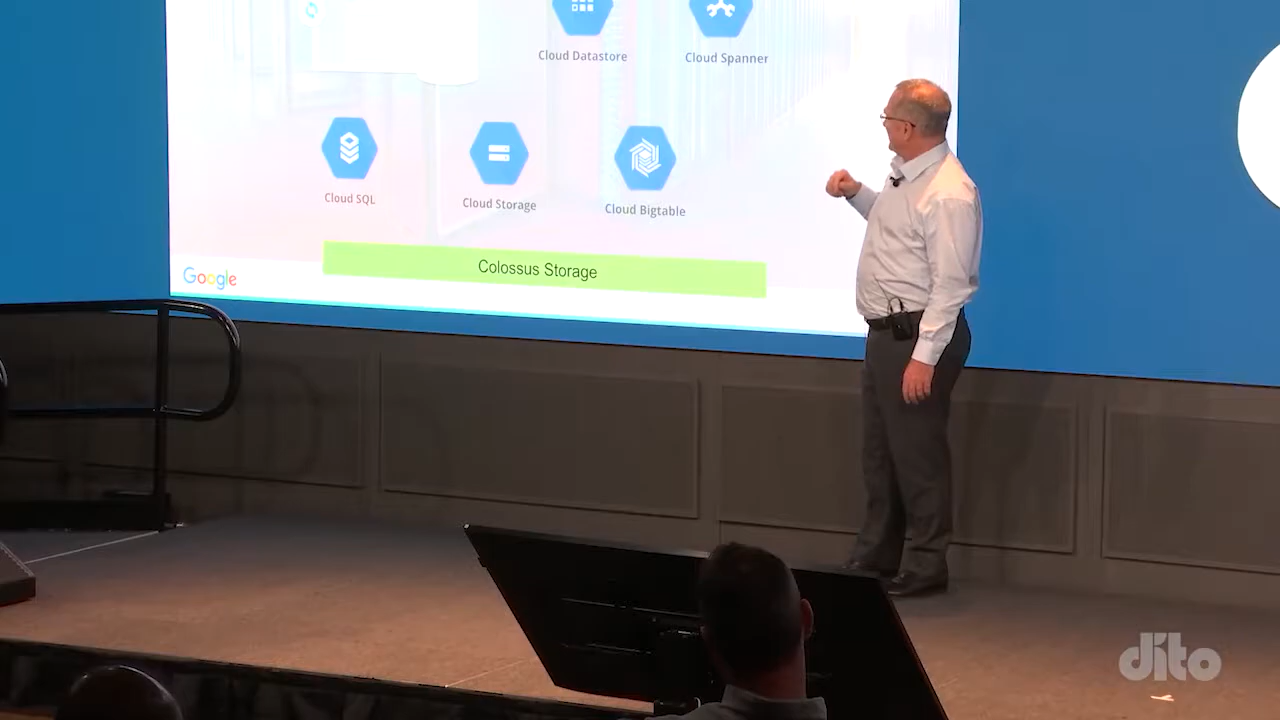 Cloud Datastore
Cloud Spanner
Cloud SQL
Cloud Storage
Cloud Bigtable
Colossus Storage
Google
dito